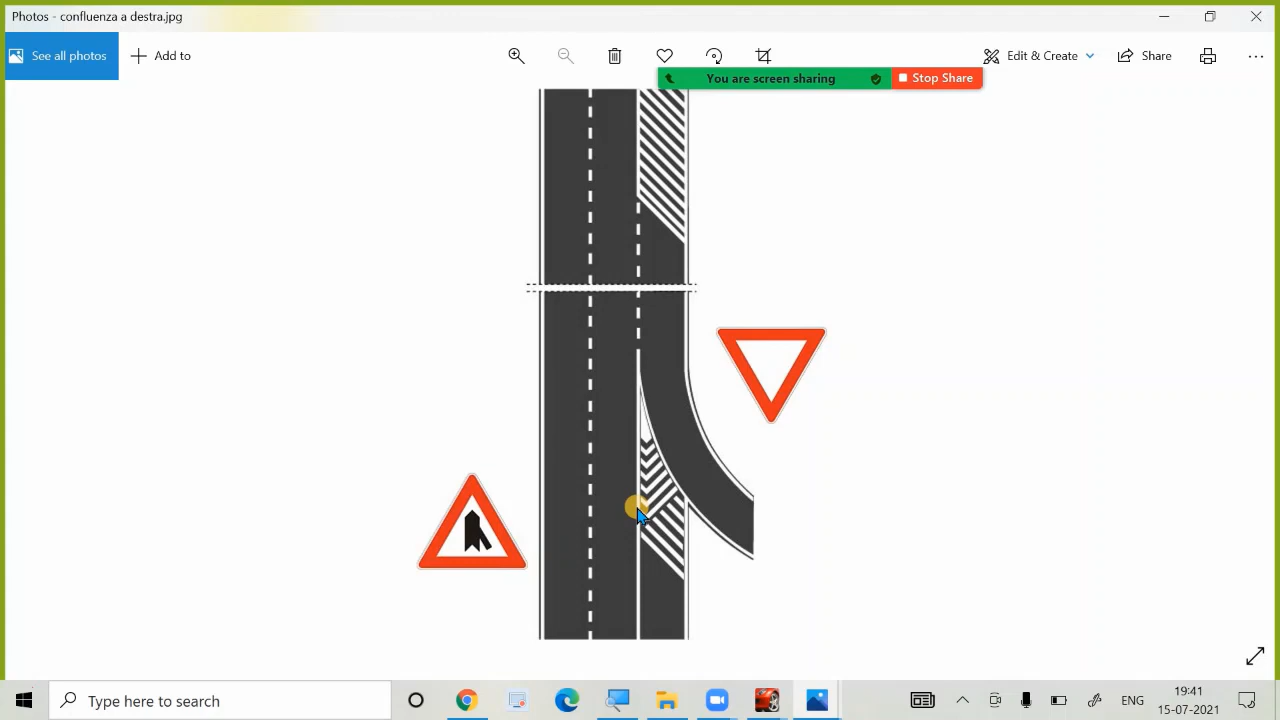 Photos - confluenza a destra.jpg
See all photos
Add to
Edit & Create
Share
You are screen sharing
Stop Share
Type here to search
ENG
19:41
15-07-2021